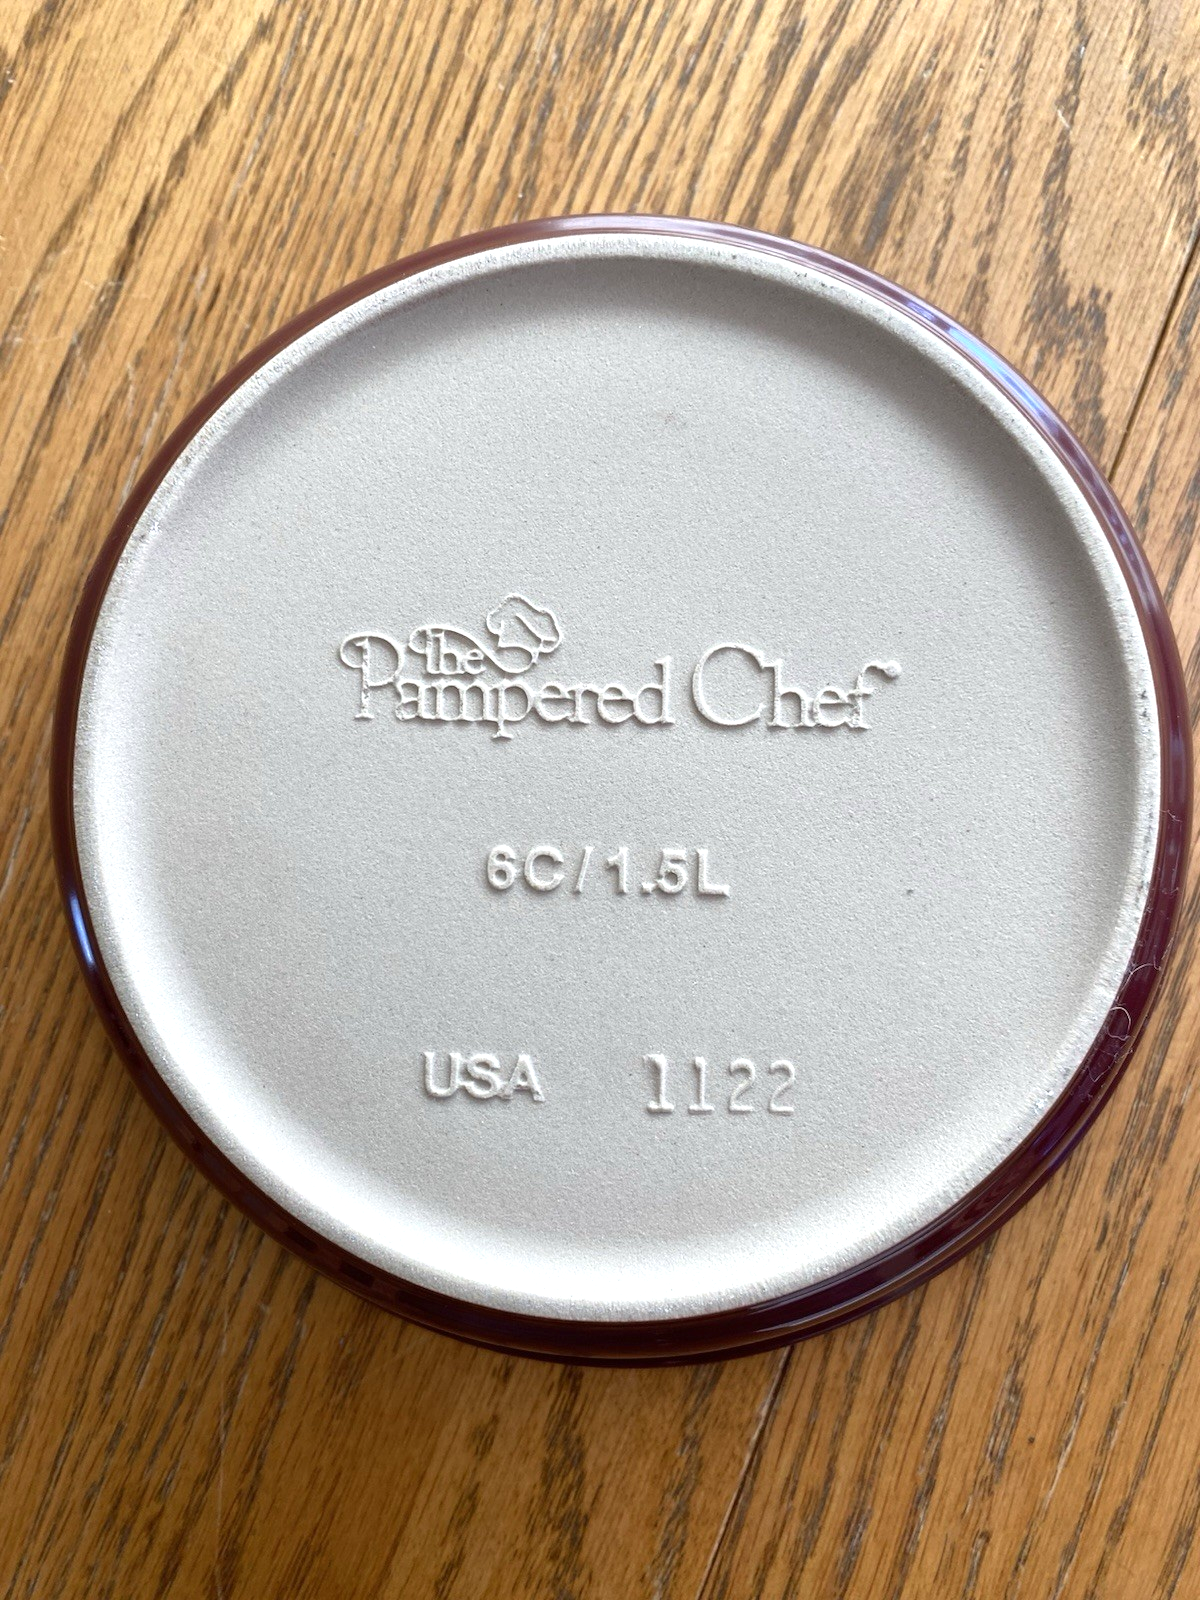 The
Pampered Chef
6C/1.5L
USA 1122